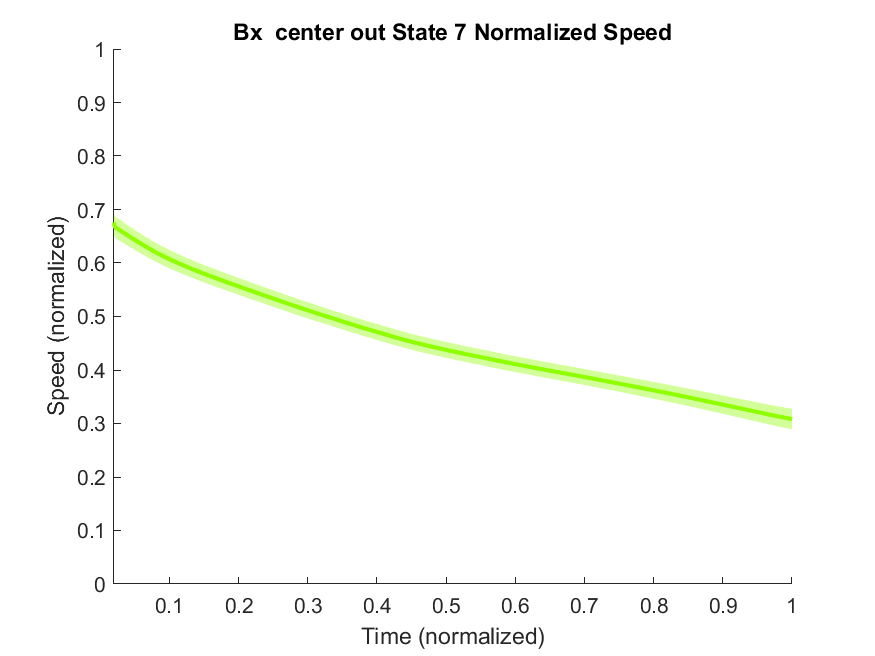 Bx  center out State 7 Normalized Speed
1
0.9
0.8
0.7
0.6
0.5
0.4
0.3
0.2
0.1
0
Speed (normalized)
0.1 0.2 0.3 0.4 0.5 0.6 0.7 0.8 0.9 1
Time (normalized)